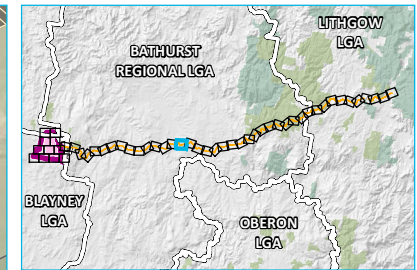 LITHGOW
LGA
BATHURST
REGIONAL LGA
BLAYNEY
LGA
OBERON
LGA